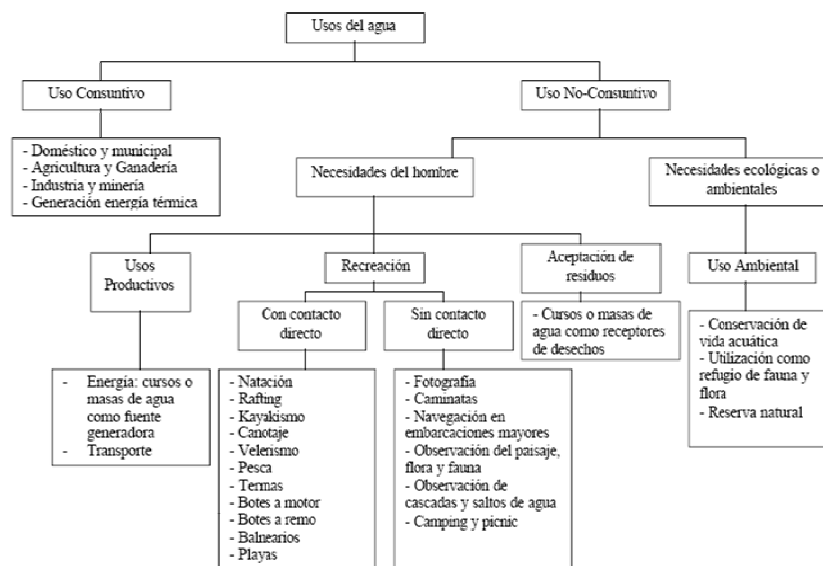 Usos del agua
Uso Consuntivo
Uso No-Consuntivo
- Doméstico y municipal
- Agricultura y Ganadería
- Industria y minería
- Generación energía térmica
Necesidades del hombre
Necesidades ecológicas o
ambientales
Usos
Productivos
Recreación
Aceptación de
residuos
Uso Ambiental
Con contacto
directo
Sin contacto
directo
- Cursos o masas de
agua como receptores
de desechos
- Conservación de
vida acuática
- Utilización como
refugio de fauna y
flora
- Reserva natural
- Energía: cursos o
masas de agua
como fuente
generadora
- Transporte
- Natación
- Rafting
- Kayakismo
- Canotaje
- Velerismo
- Pesca
- Termas
- Botes a motor
- Botes a remo
- Balnearios
- Playas
- Fotografía
- Caminatas
- Navegación en
embarcaciones mayores
- Observación del paisaje,
flora y fauna
- Observación de
cascadas y saltos de agua
- Camping y picnic